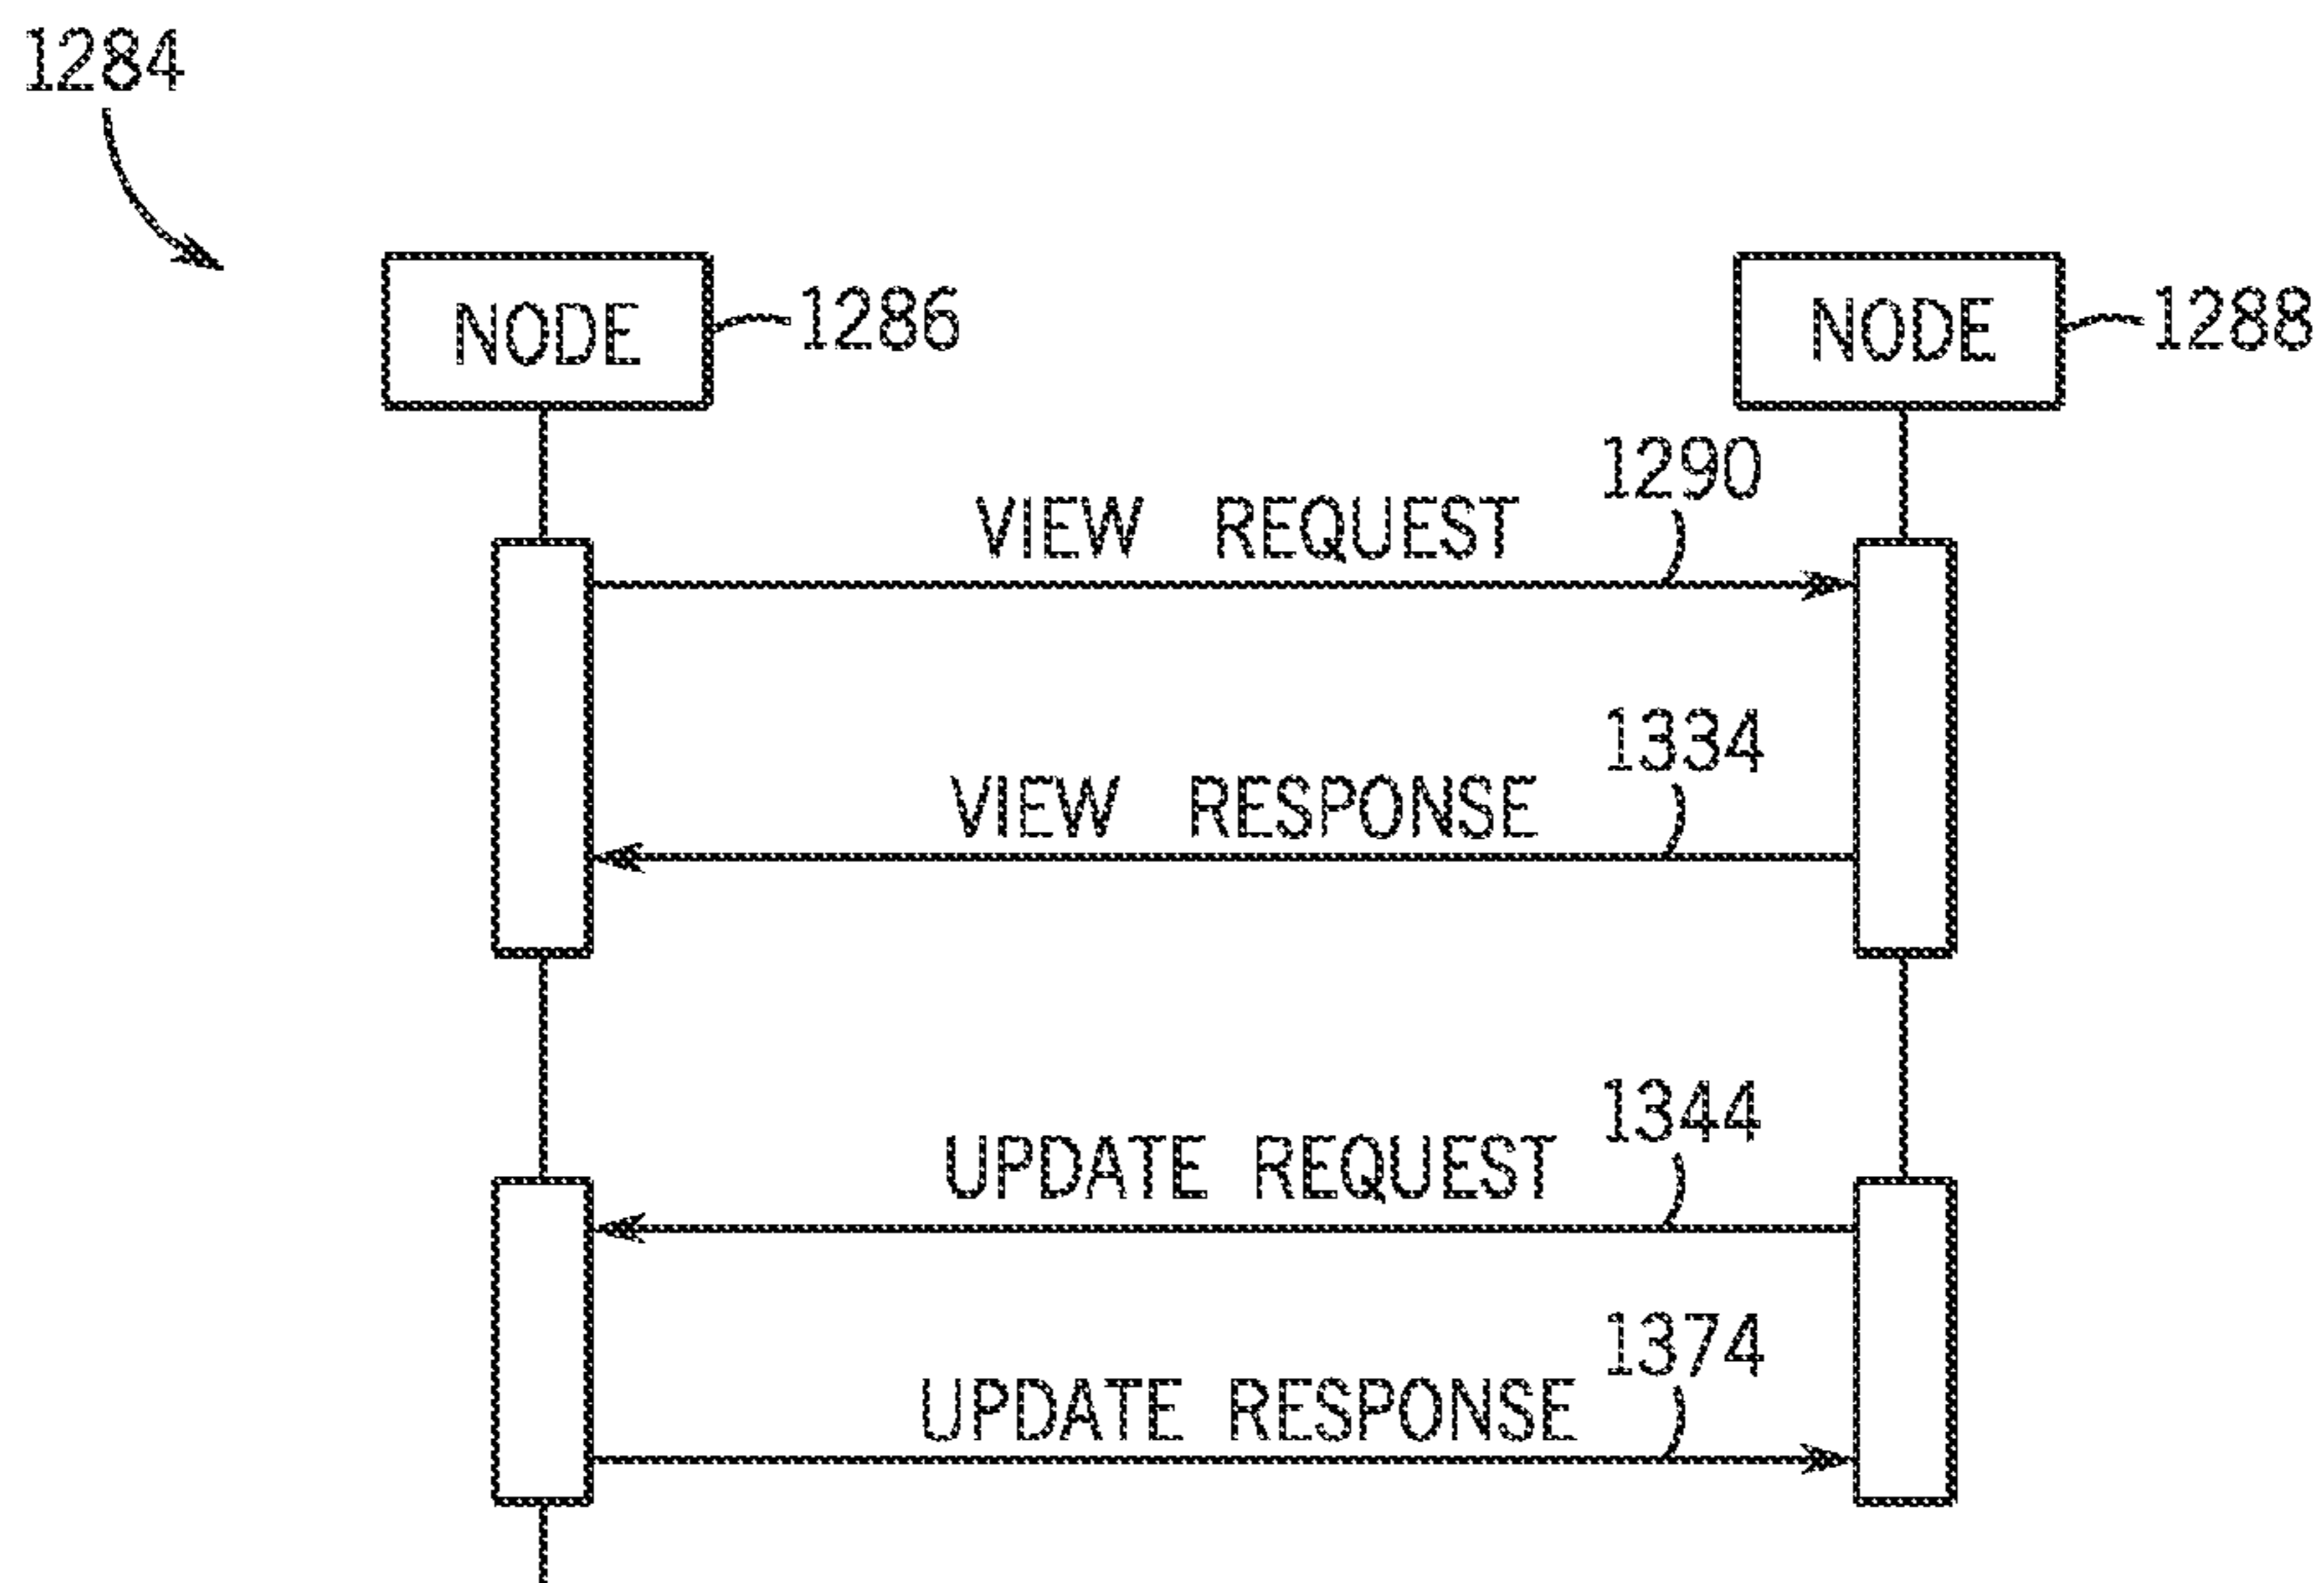 1284
NODE 1286
NODE 1288
1290
VIEW REQUEST
1334
VIEW RESPONSE
1344
UPDATE REQUEST
1374
UPDATE RESPONSE